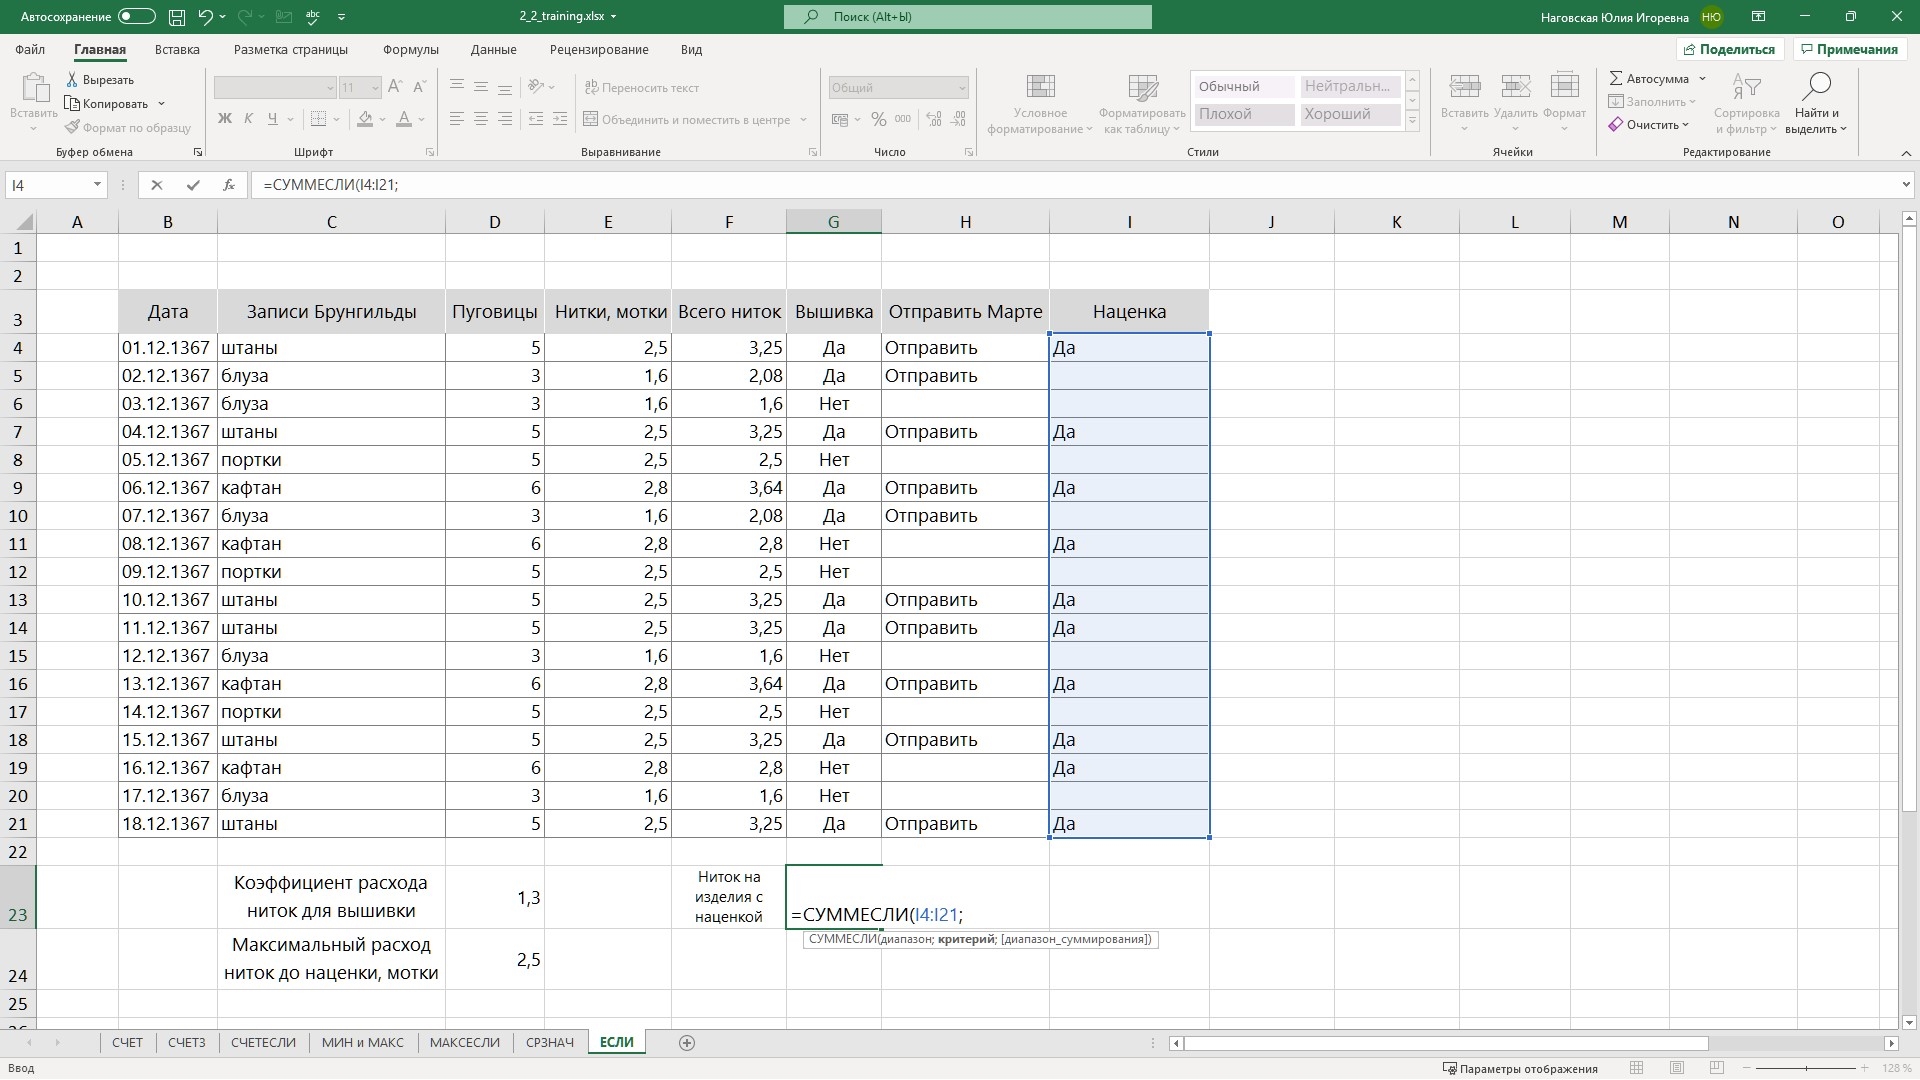 Автосохранение
2_2_training.xlsx
Поиск (Alt+Ы)
Наговская Юлия Игоревна НЮ
Файл Главная Вставка Разметка страницы Формулы Данные Рецензирование Вид
Поделиться Примечания
Вставить
Вырезать
Копировать
Формат по образцу
Буфер обмена
11
Ж К Ч
Шрифт
Переносить текст
Объединить и поместить в центре
Выравнивание
Общий
% 000
Число
Условное форматирование
Форматировать как таблицу
Обычный Нейтральн...
Плохой Хороший
Стили
Вставить Удалить Формат
Ячейки
Автосумма
Заполнить
Очистить
Сортировка и фильтр
Найти и выделить
Редактирование
I4
=СУММЕСЛИ(I4:I21;
A B C D E F G H I J K L M N O
1
2
3 Дата Записи Брунгильды Пуговицы Нитки, мотки Всего ниток Вышивка Отправить Марте Наценка
4 01.12.1367 штаны 5 2,5 3,25 Да Отправить Да
5 02.12.1367 блуза 3 1,6 2,08 Да Отправить
6 03.12.1367 блуза 3 1,6 1,6 Нет
7 04.12.1367 штаны 5 2,5 3,25 Да Отправить Да
8 05.12.1367 портки 5 2,5 2,5 Нет
9 06.12.1367 кафтан 6 2,8 3,64 Да Отправить Да
10 07.12.1367 блуза 3 1,6 2,08 Да Отправить
11 08.12.1367 кафтан 6 2,8 2,8 Нет Да
12 09.12.1367 портки 5 2,5 2,5 Нет
13 10.12.1367 штаны 5 2,5 3,25 Да Отправить Да
14 11.12.1367 штаны 5 2,5 3,25 Да Отправить Да
15 12.12.1367 блуза 3 1,6 1,6 Нет
16 13.12.1367 кафтан 6 2,8 3,64 Да Отправить Да
17 14.12.1367 портки 5 2,5 2,5 Нет
18 15.12.1367 штаны 5 2,5 3,25 Да Отправить Да
19 16.12.1367 кафтан 6 2,8 2,8 Нет Да
20 17.12.1367 блуза 3 1,6 1,6 Нет
21 18.12.1367 штаны 5 2,5 3,25 Да Отправить Да
22
23
Коэффициент расхода
ниток для вышивки
1,3
Ниток на
изделия с
наценкой
=СУММЕСЛИ(I4:I21;
СУММЕСЛИ(диапазон; критерий; [диапазон_суммирования])
24
Максимальный расход
ниток до наценки, мотки
2,5
25
СЧЕТ СЧЕТЗ СЧЕТЕСЛИ МИН и МАКС МАКСЕСЛИ СРЗНАЧ ЕСЛИ
Ввод
Параметры отображения
128 %